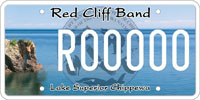 Red Cliff Band
R00000
Lake Superior Chippewa